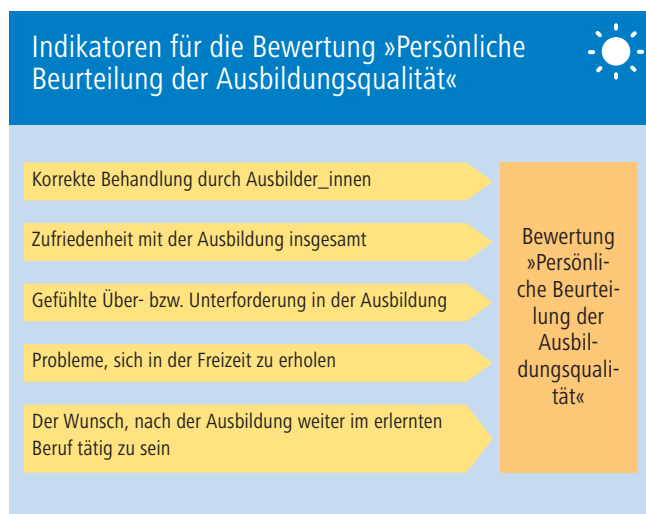 Indikatoren für die Bewertung »Persönliche
Beurteilung der Ausbildungsqualität«
Korrekte Behandlung durch Ausbilder_innen
Zufriedenheit mit der Ausbildung insgesamt
Gefühlte Über- bzw. Unterforderung in der Ausbildung
Probleme, sich in der Freizeit zu erholen
Der Wunsch, nach der Ausbildung weiter im erlernten
Beruf tätig zu sein
Bewertung
»Persönli-
che Beurtei-
lung der
Ausbil-
dungsquali-
tät«